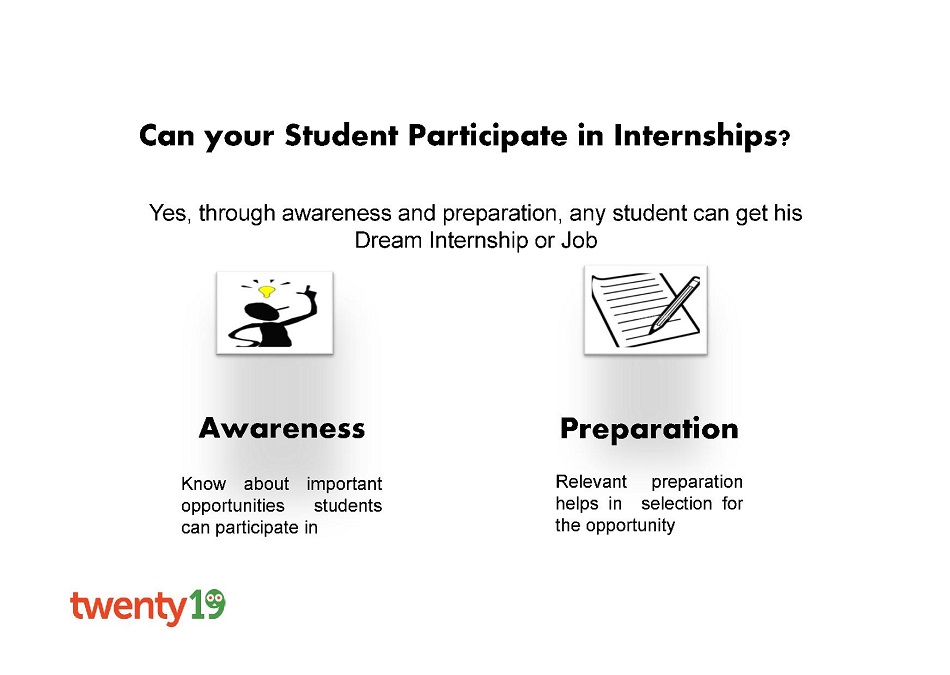 Can your Student Participate in Internships?
Yes, through awareness and preparation, any student can get his
Dream Internship or Job
Awareness
Know about important
opportunities students
can participate in
Preparation
Relevant preparation
helps in selection for
the opportunity
twenty19